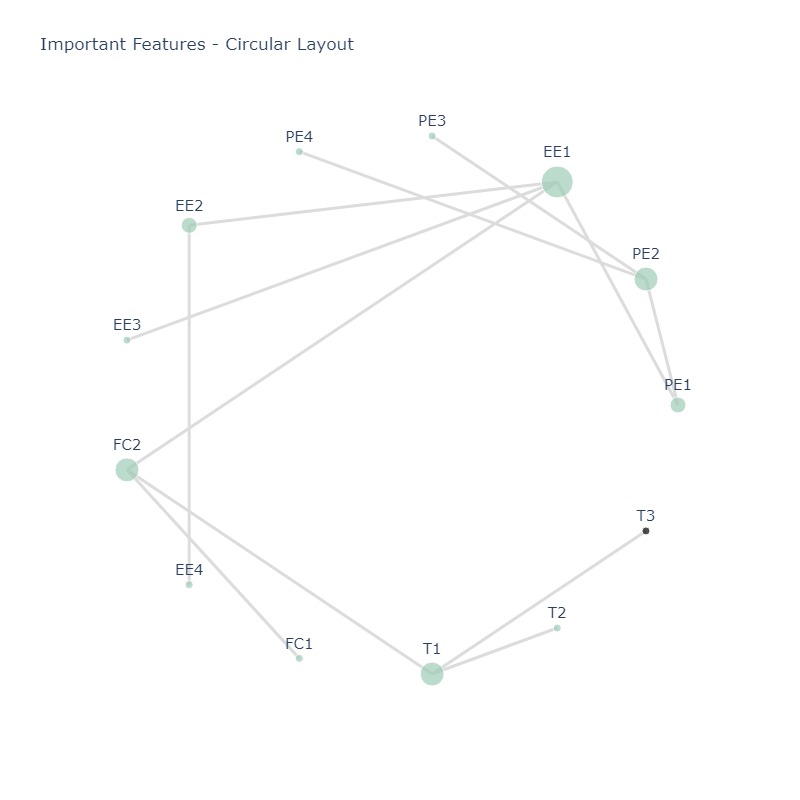 Important Features - Circular Layout
PE3
PE4
EE1
EE2
PE2
EE3
PE1
FC2
T3
EE4
T2
FC1
T1